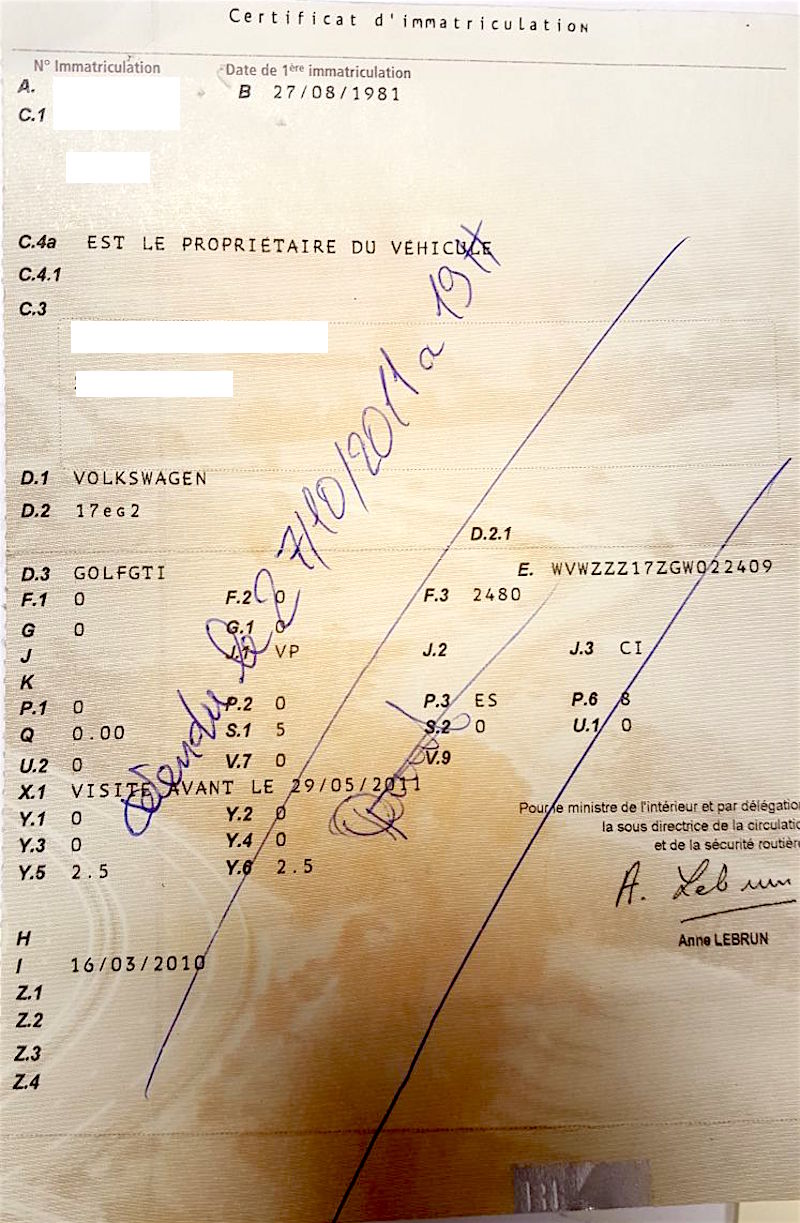 Certificat d'immatriculation
N° Immatriculation Date de 1ère immatriculation
A. B 27/08/1981
C.1
C.4a EST LE PROPRIÉTAIRE DU VÉHICULE
C.4.1
C.3
D.1 VOLKSWAGEN
D.2 17eG2
D.2.1
D.3 GOLFGTI E. WVWZZZ17ZGW022409
F.1 0 F.2 0 F.3 2480
G 0 G.1 0
J J.1 VP J.2 J.3 CI
K
P.1 0 P.2 0 P.3 ES P.6 8
Q 0.00 S.1 5 S.2 0 U.1 0
U.2 0 V.7 0 V.9
X.1 VISITE AVANT LE 29/05/2011
Y.1 0 Y.2 0
Y.3 0 Y.4 0
Y.5 2.5 Y.6 2.5
Pour le ministre de l'intérieur et par délégation
la sous directrice de la circulatio
et de la sécurité routière
A. Lebrun
Anne LEBRUN
H
I 16/03/2010
Z.1
Z.2
Z.3
Z.4
vendu le 27/10/2011 a 19H